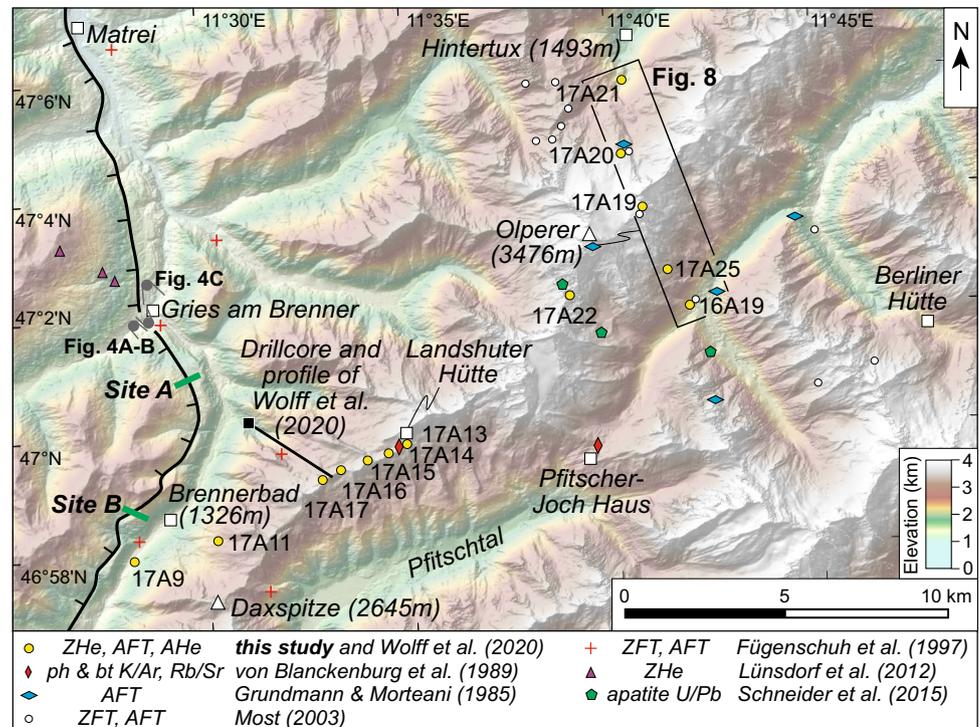 11°30'E
11°35'E
11°40'E
11°45'E
Matrei
Hintertux (1493m)
Fig. 8
N
47°6'N
17A21
17A20
47°4'N
17A19
Olperer
(3476m)
Fig. 4C
17A25
Berliner
Hütte
Gries am Brenner
47°2'N
17A22
16A19
Fig. 4A-B
Drillcore and
profile of
Wolff et al.
(2020)
Landshuter
Hütte
Site A
17A13
17A14
47°N
17A15
17A16
17A17
Pfitscher-
Joch Haus
Site B
Brennerbad
(1326m)
17A11
Pfitschtal
46°58'N
17A9
Daxspitze (2645m)
Elevation (km)
4
3
2
1
0
0
5
10 km
ZHe, AFT, AHe this study and Wolff et al. (2020)
ph & bt K/Ar, Rb/Sr von Blanckenburg et al. (1989)
AFT Grundmann & Morteani (1985)
ZFT, AFT Most (2003)
ZFT, AFT Fügenschuh et al. (1997)
ZHe Lünsdorf et al. (2012)
apatite U/Pb Schneider et al. (2015)